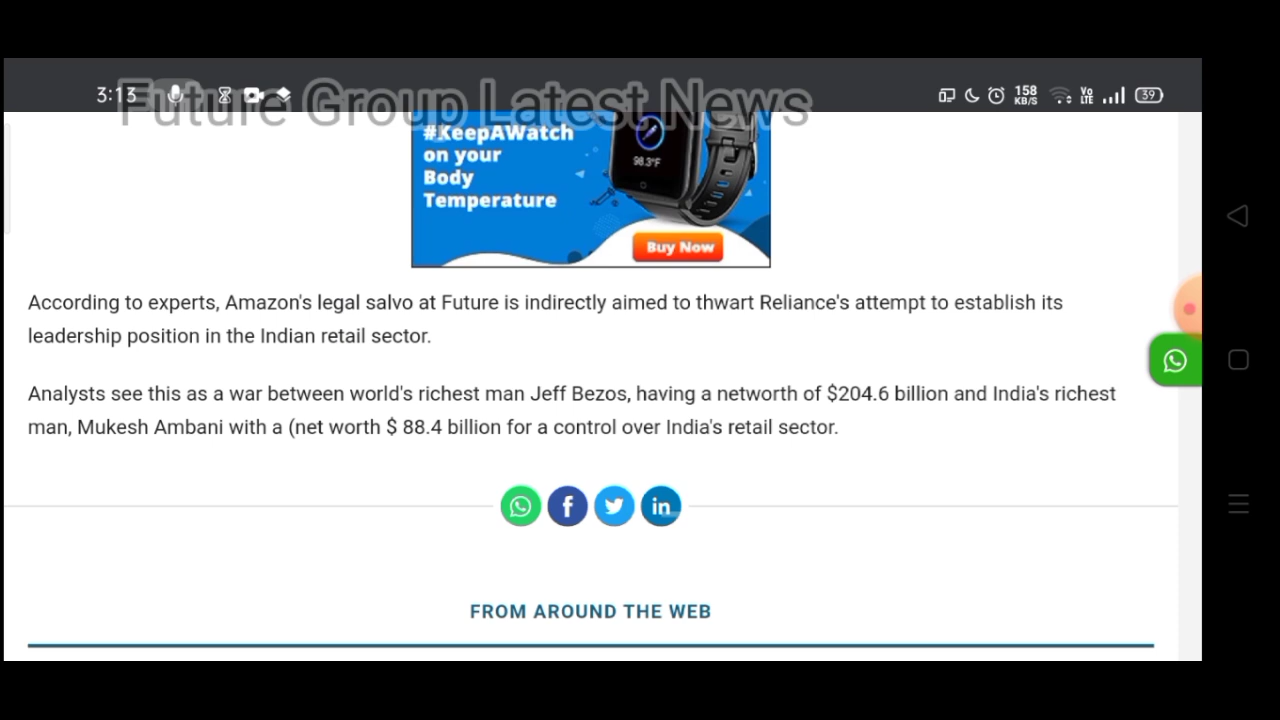 3:13
158
KB/S
Vo
LTE
39
Future Group Latest News
#KeepAWatch
on your
Body
Temperature
98.3°F
Buy Now
According to experts, Amazon's legal salvo at Future is indirectly aimed to thwart Reliance's attempt to establish its
leadership position in the Indian retail sector.
Analysts see this as a war between world's richest man Jeff Bezos, having a networth of $204.6 billion and India's richest
man, Mukesh Ambani with a (net worth $ 88.4 billion for a control over India's retail sector.
f
in
FROM AROUND THE WEB